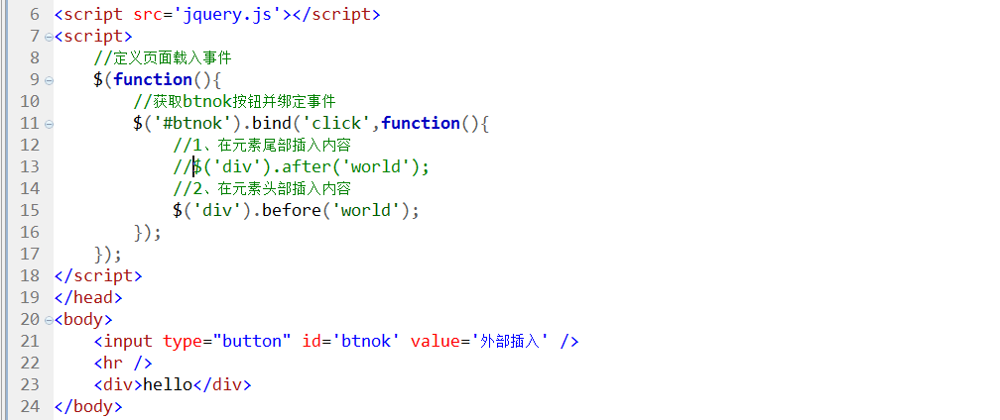 6 <script src='jquery.js'></script>
7 <script>
8     //定义页面载入事件
9     $(function(){
10         //获取btnok按钮并绑定事件
11         $('#btnok').bind('click',function(){
12             //1、在元素尾部插入内容
13             //$('div').after('world');
14             //2、在元素头部插入内容
15             $('div').before('world');
16         });
17     });
18 </script>
19 </head>
20 <body>
21     <input type="button" id='btnok' value='外部插入' />
22     <hr />
23     <div>hello</div>
24 </body>